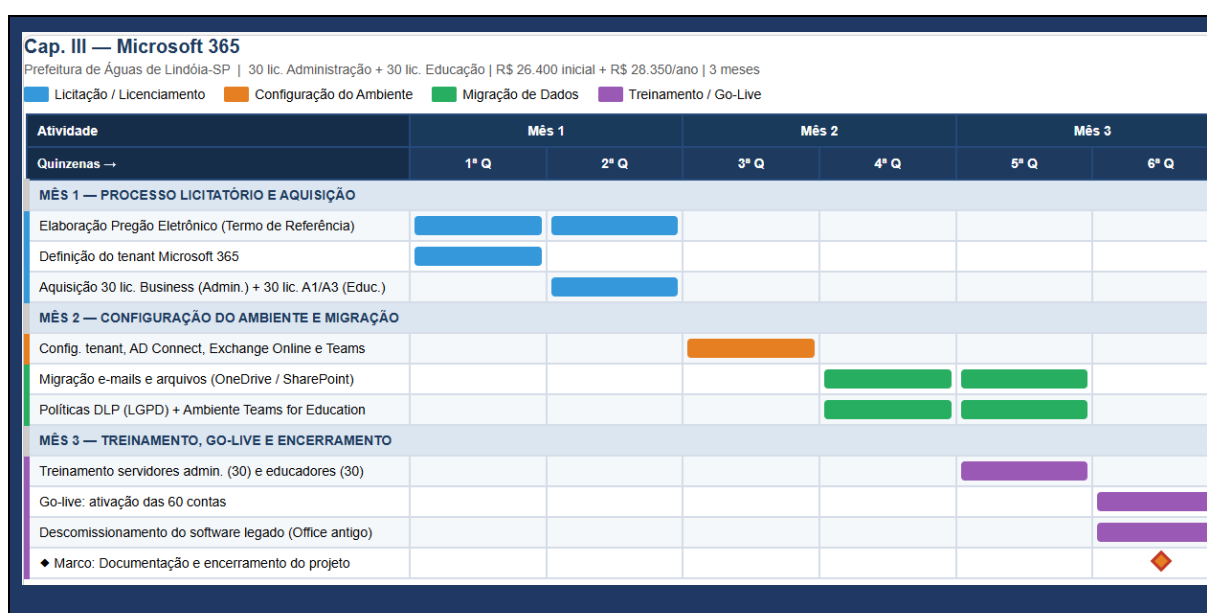 Cap. III — Microsoft 365
Prefeitura de Águas de Lindóia-SP | 30 lic. Administração + 30 lic. Educação | R$ 26.400 inicial + R$ 28.350/ano | 3 meses
Licitação / Licenciamento Configuração do Ambiente Migração de Dados Treinamento / Go-Live
Atividade Mês 1 Mês 2 Mês 3
Quinzenas → 1ª Q 2ª Q 3ª Q 4ª Q 5ª Q 6ª Q
MÊS 1 — PROCESSO LICITATÓRIO E AQUISIÇÃO
Elaboração Pregão Eletrônico (Termo de Referência)
Definição do tenant Microsoft 365
Aquisição 30 lic. Business (Admin.) + 30 lic. A1/A3 (Educ.)
MÊS 2 — CONFIGURAÇÃO DO AMBIENTE E MIGRAÇÃO
Config. tenant, AD Connect, Exchange Online e Teams
Migração e-mails e arquivos (OneDrive / SharePoint)
Políticas DLP (LGPD) + Ambiente Teams for Education
MÊS 3 — TREINAMENTO, GO-LIVE E ENCERRAMENTO
Treinamento servidores admin. (30) e educadores (30)
Go-live: ativação das 60 contas
Descomissionamento do software legado (Office antigo)
◆ Marco: Documentação e encerramento do projeto